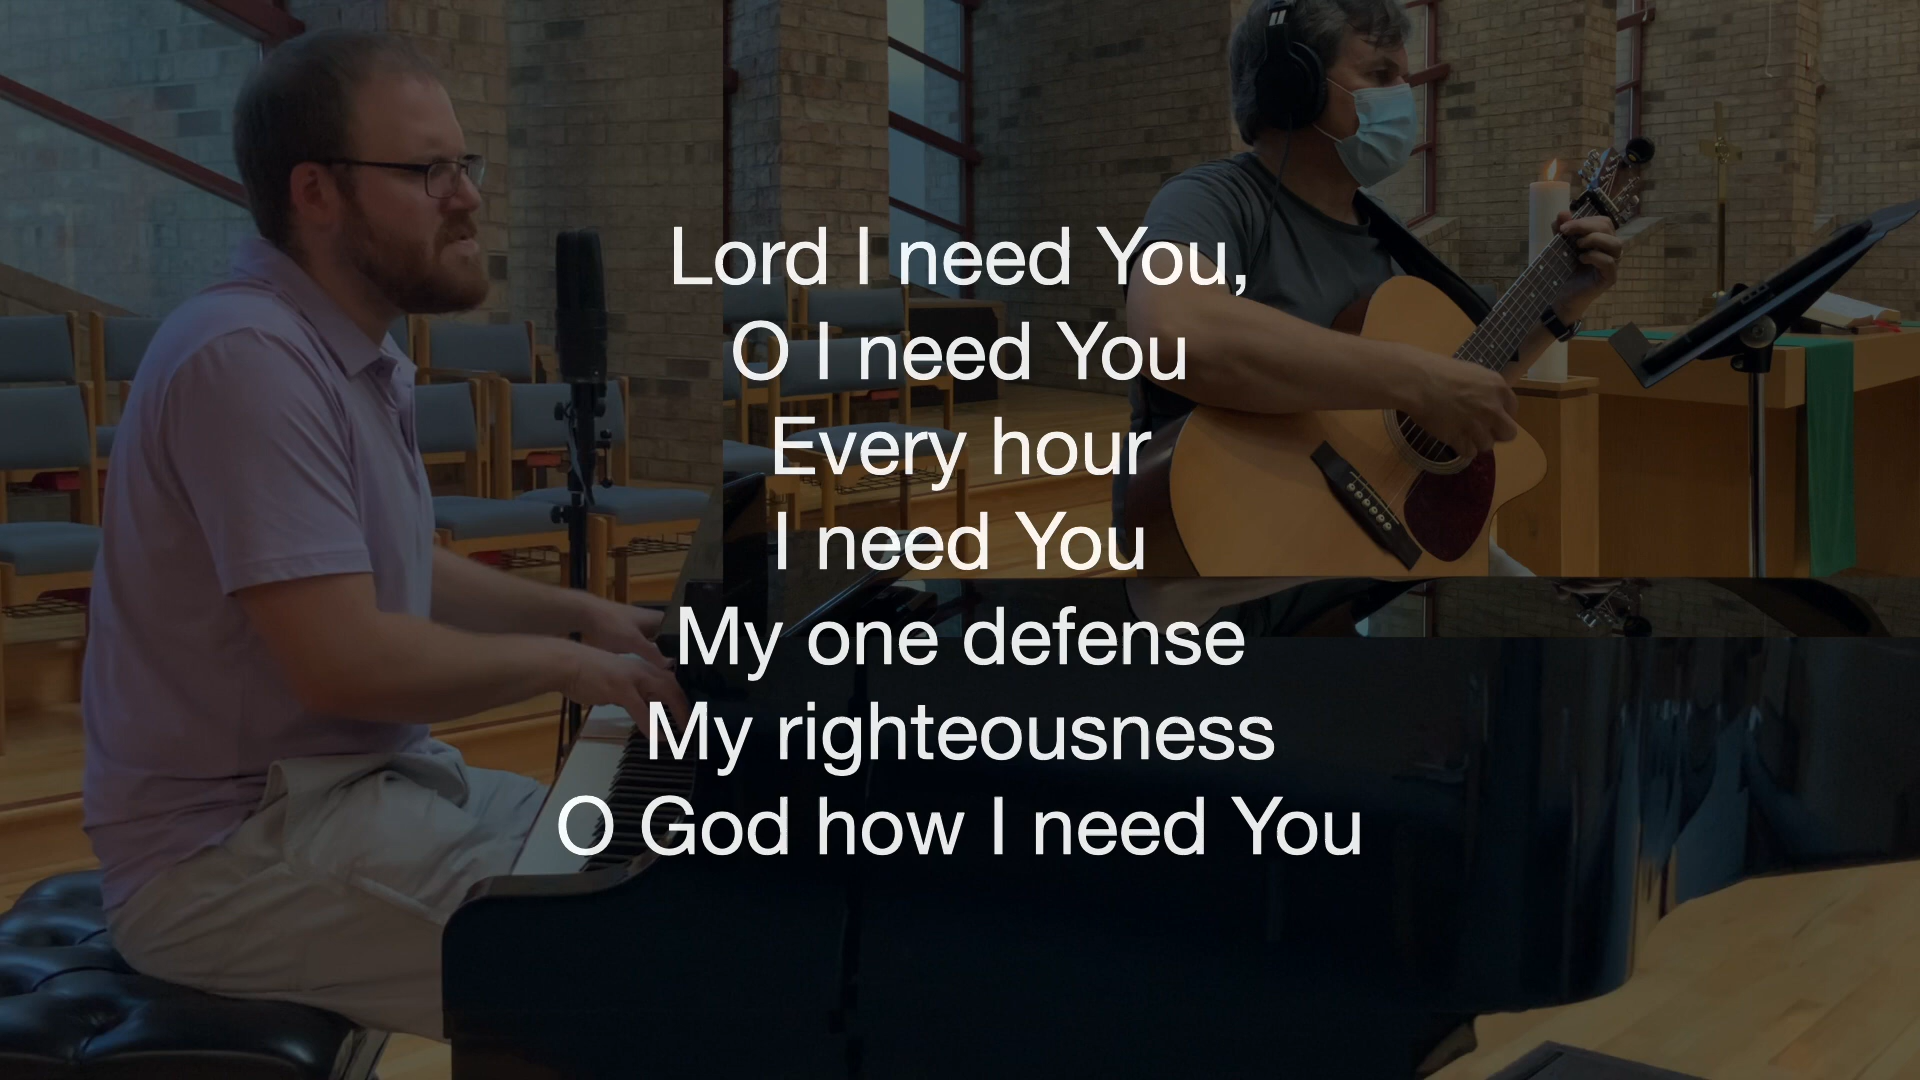 Lord I need You,
O I need You
Every hour
I need You
My one defense
My righteousness
O God how I need You